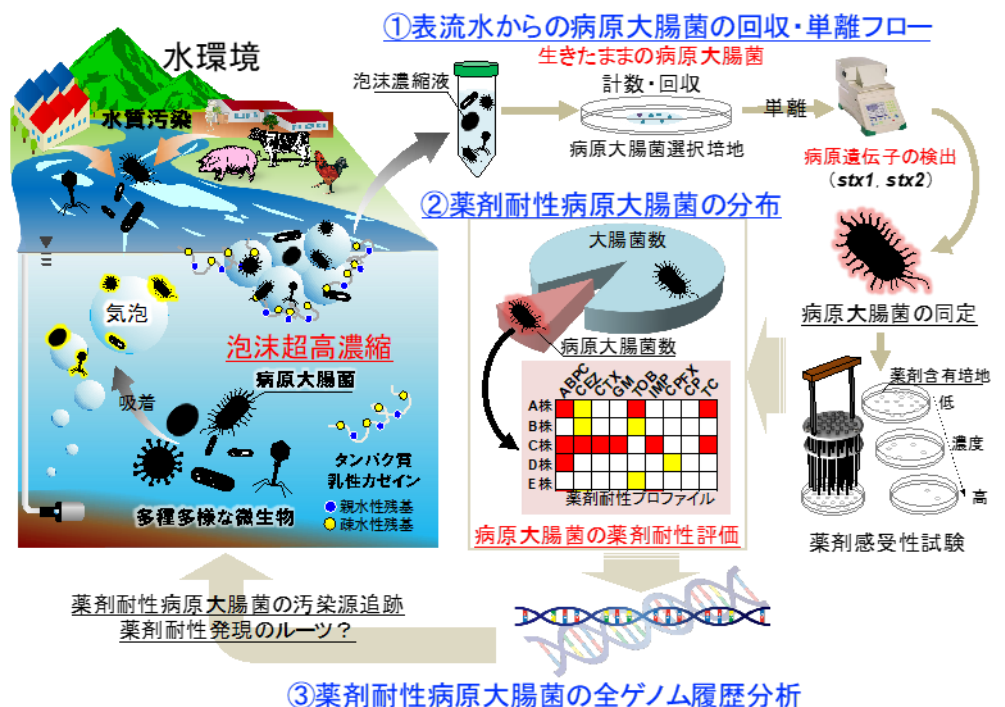 ①表流水からの病原大腸菌の回収・単離フロー
水環境
水質汚染
泡沫濃縮液
生きたままの病原大腸菌
計数・回収
病原大腸菌選択培地
単離
病原遺伝子の検出
(stx1, stx2)
病原大腸菌の同定
薬剤含有培地
低
濃度
高
薬剤感受性試験
②薬剤耐性病原大腸菌の分布
大腸菌数
病原大腸菌数
ABPC
CEZ
CTX
GM
TOB
IMP
CPFX
CP
TC
A株
B株
C株
D株
E株
薬剤耐性プロファイル
病原大腸菌の薬剤耐性評価
気泡
泡沫超高濃縮
病原大腸菌
吸着
タンパク質
乳性カゼイン
親水性残基
疎水性残基
多種多様な微生物
薬剤耐性病原大腸菌の汚染源追跡
薬剤耐性発現のルーツ?
③薬剤耐性病原大腸菌の全ゲノム履歴分析